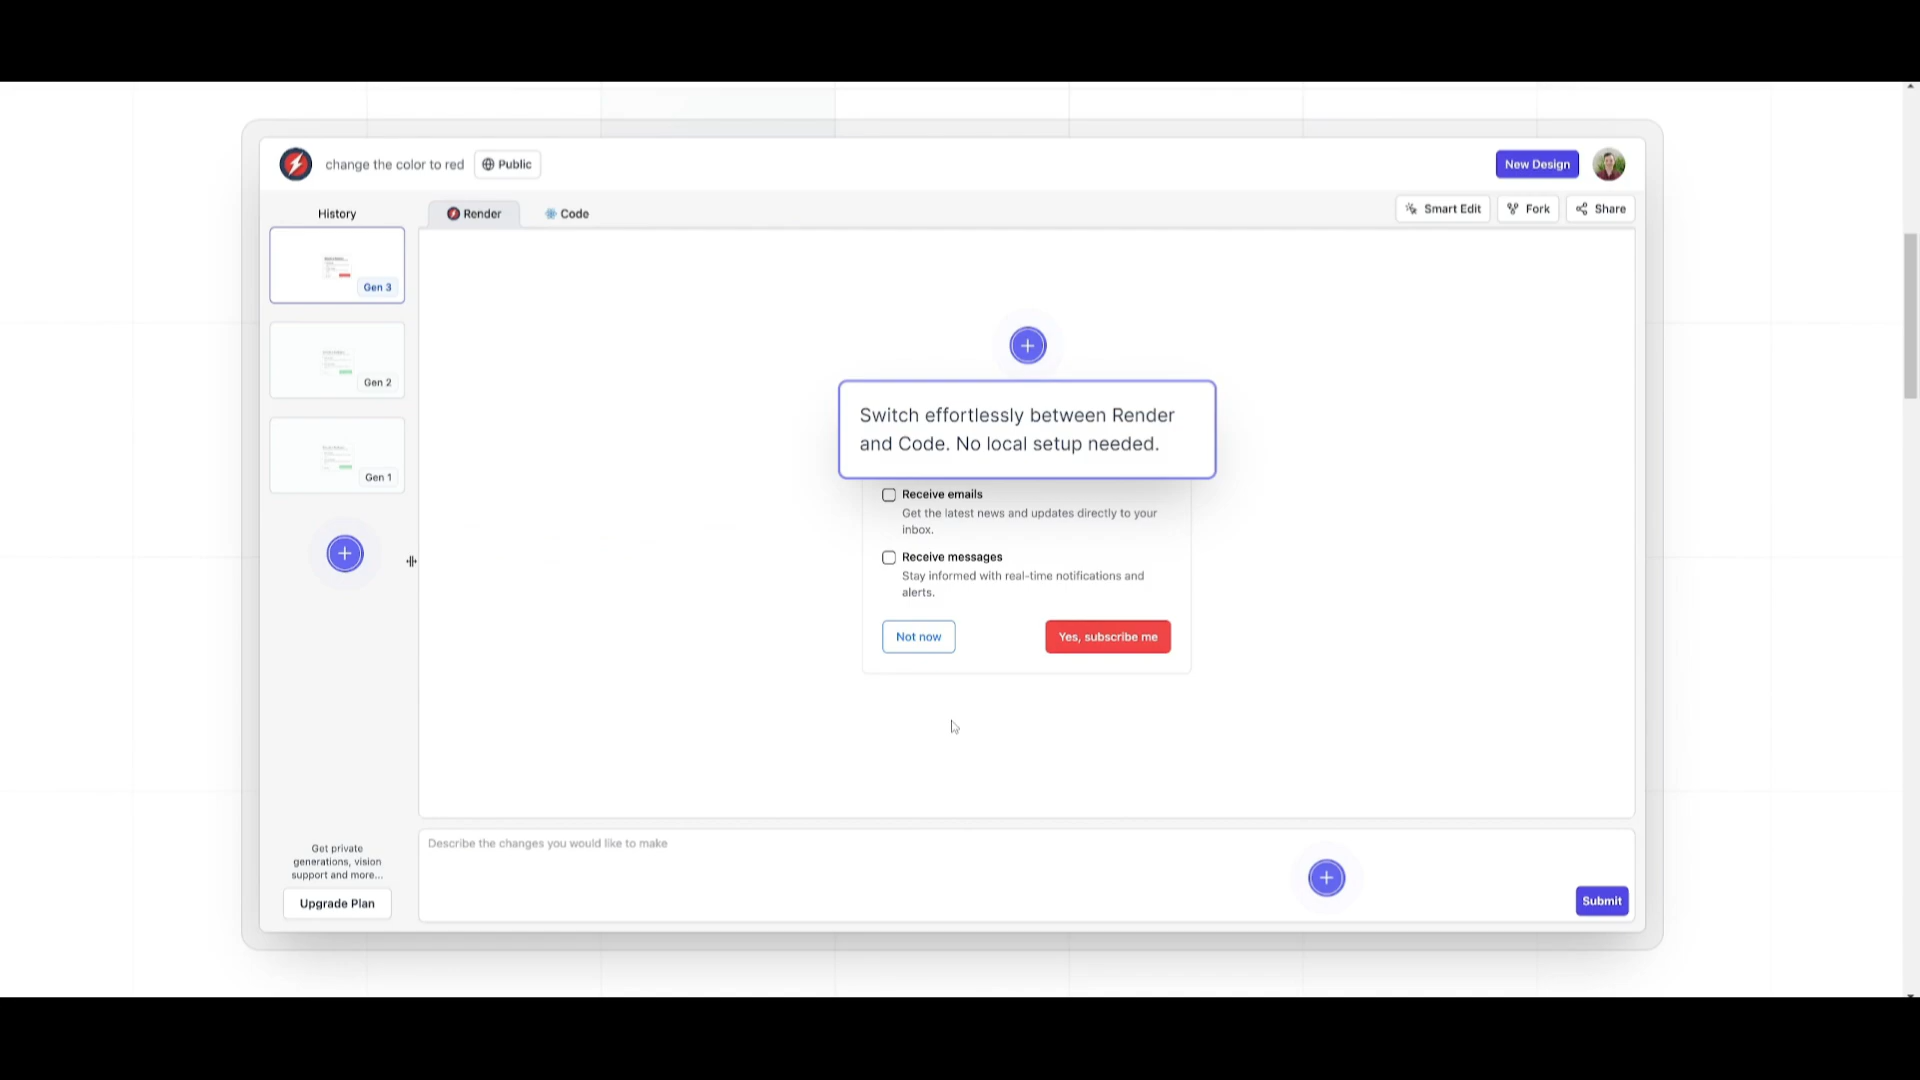 change the color to red
Public
New Design
History
Render
Code
Smart Edit
Fork
Share
Gen 3
Gen 2
Gen 1
Switch effortlessly between Render
and Code. No local setup needed.
Receive emails
Get the latest news and updates directly to your
inbox.
Receive messages
Stay informed with real-time notifications and
alerts.
Not now
Yes, subscribe me
Get private
generations, vision
support and more...
Upgrade Plan
Describe the changes you would like to make
Submit